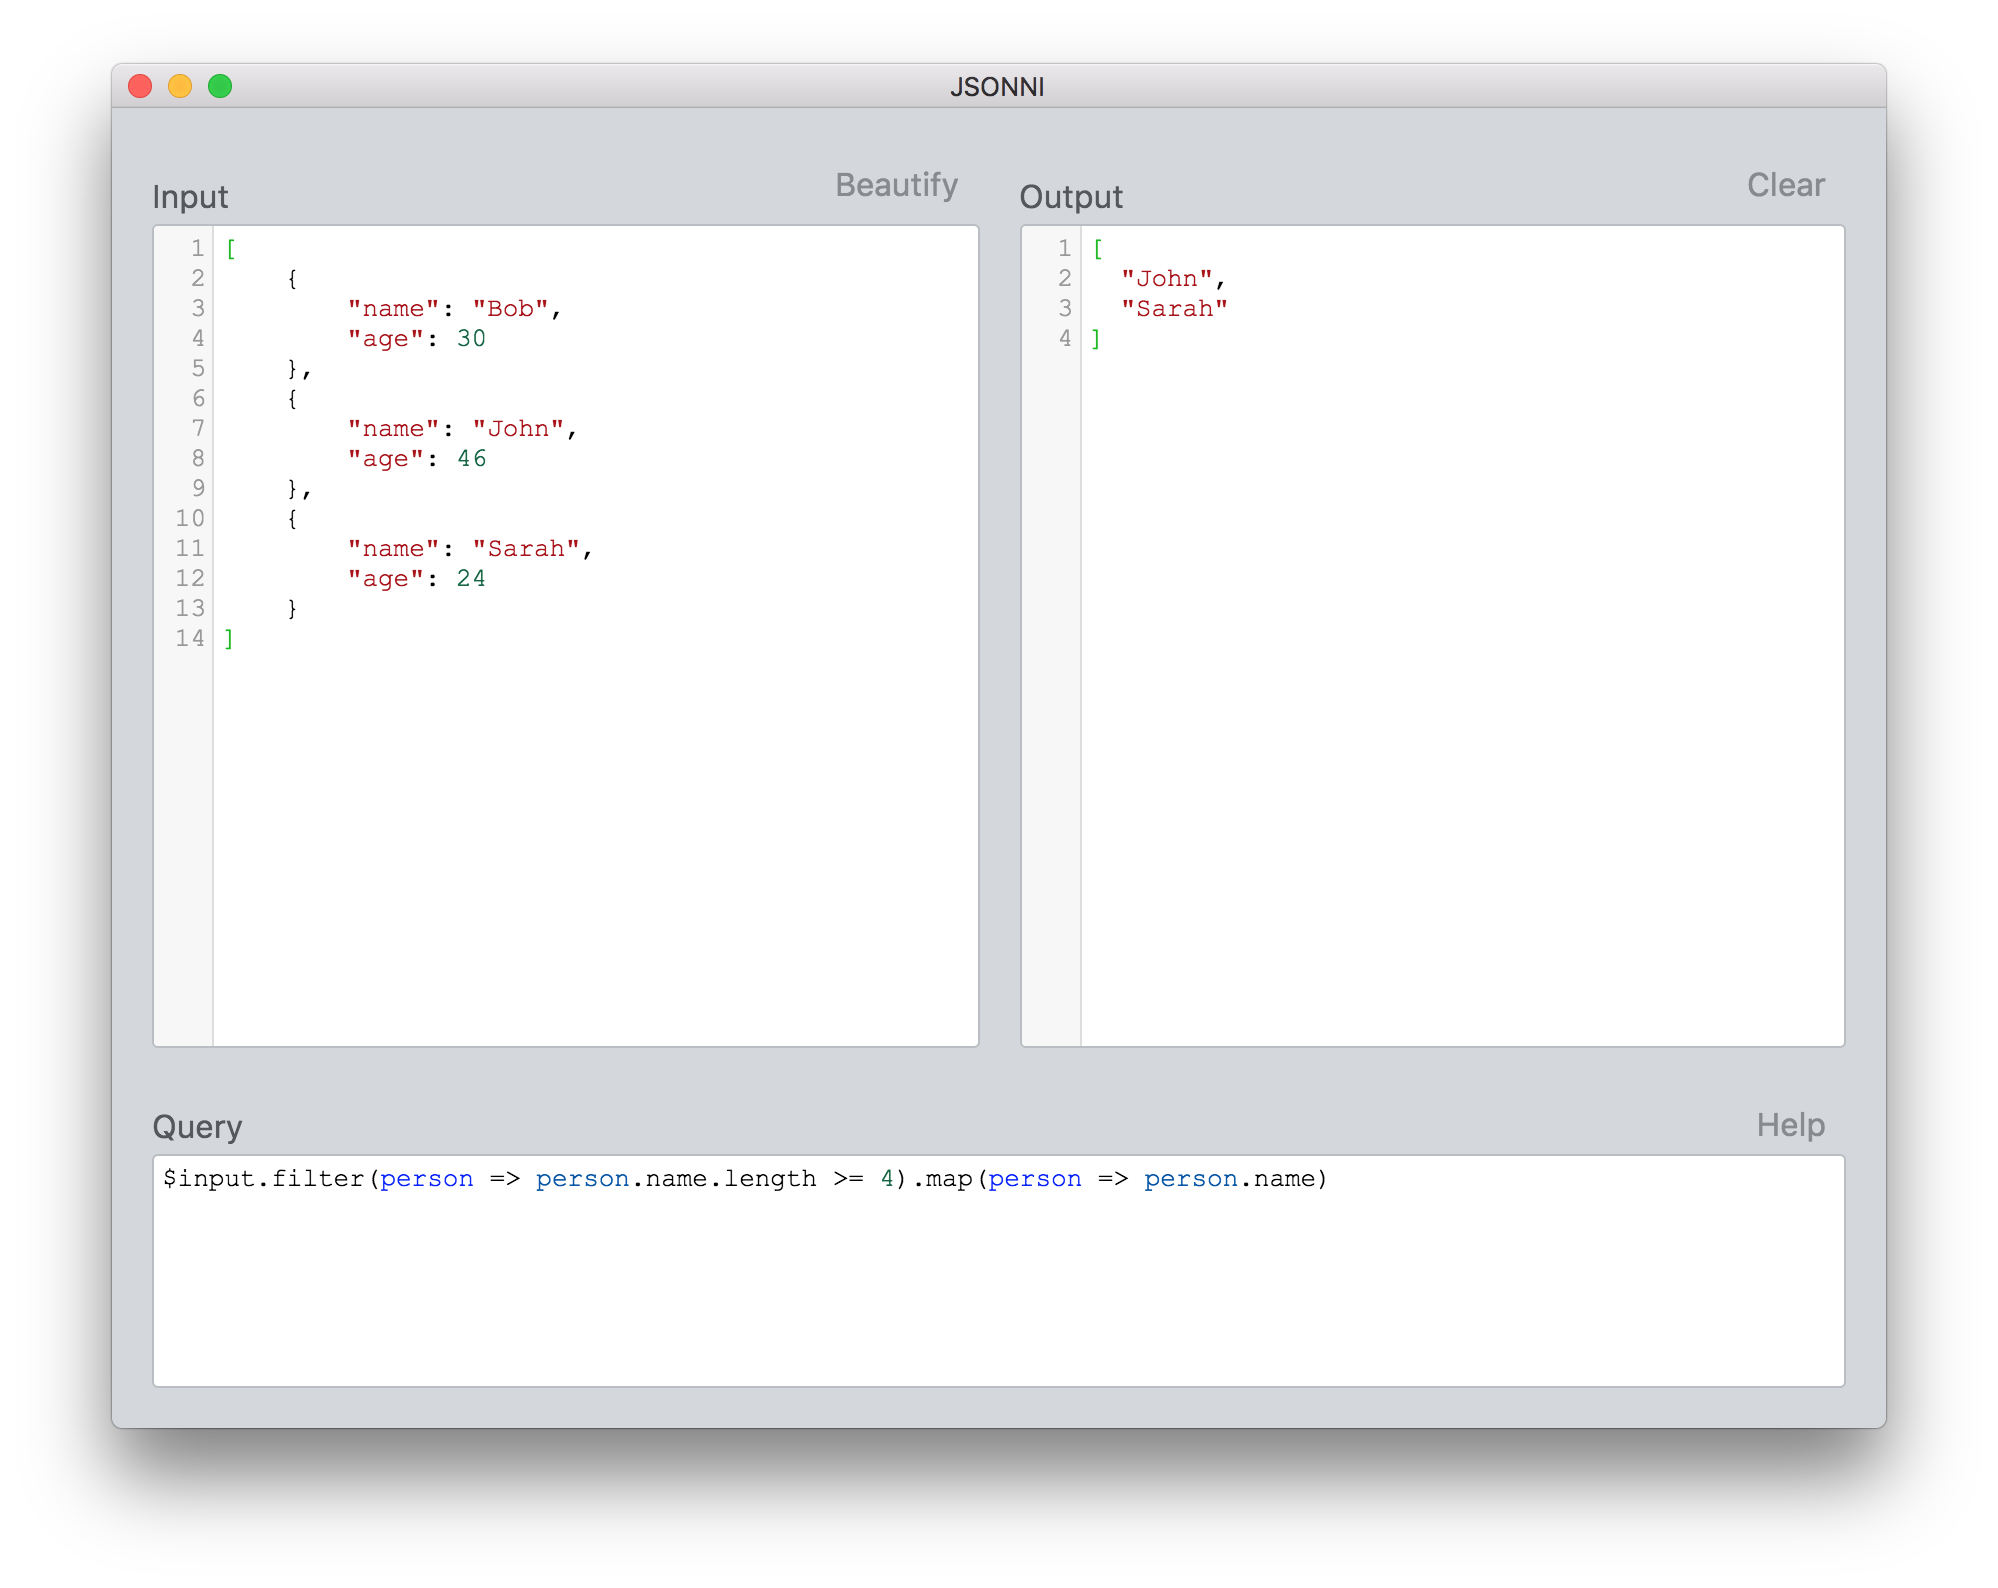 JSONNI
Input
Beautify
1 [
2     {
3         "name": "Bob",
4         "age": 30
5     },
6     {
7         "name": "John",
8         "age": 46
9     },
10     {
11         "name": "Sarah",
12         "age": 24
13     }
14 ]
Output
Clear
1 [
2   "John",
3   "Sarah"
4 ]
Query
Help
$input.filter(person => person.name.length >= 4).map(person => person.name)